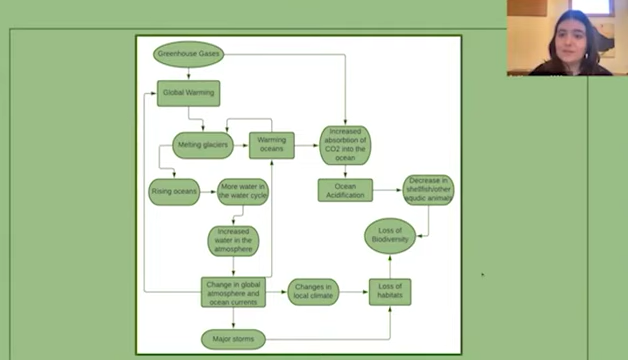 Greenhouse Gases
Global Warming
Melting glaciers
Warming
oceans
Increased
absorbtion of
CO2 into the
ocean
Rising oceans
More water in
the water cycle
Ocean
Acidification
Decrease in
shellfish/other
aqudic animals
Increased
water in the
atmosphere
Loss of
Biodiversity
Change in global
atmosphere and
ocean currents
Changes in
local climate
Loss of
habitats
Major storms